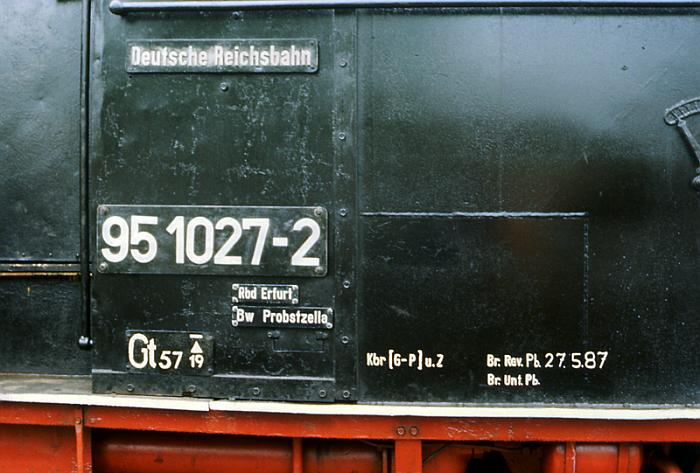 Deutsche Reichsbahn
95 1027-2
Rbd Erfurt
Bw Probstzella
Gt 57 19
Kbr [G-P] u. Z
Br. Rev. Pb. 27.5.87
Br. Unt. Pb.